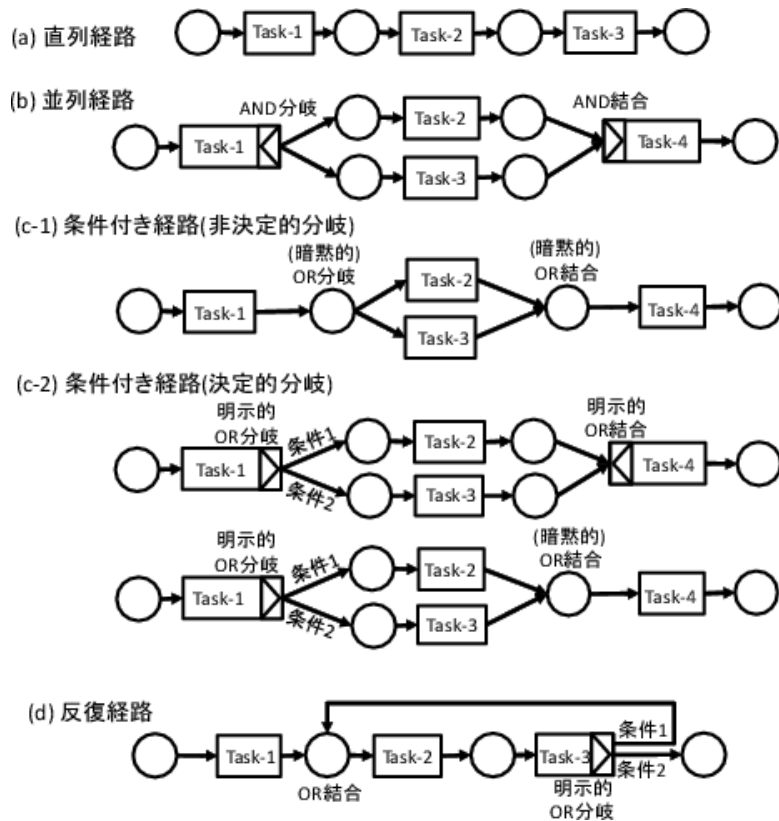 (a) 直列経路
Task-1
Task-2
Task-3
(b) 並列経路
AND分岐
AND結合
Task-1
Task-2
Task-3
Task-4
(c-1) 条件付き経路(非決定的分岐)
(暗黙的)
OR分岐
(暗黙的)
OR結合
Task-1
Task-2
Task-3
Task-4
(c-2) 条件付き経路(決定的分岐)
明示的
OR分岐
明示的
OR結合
条件1
条件2
Task-1
Task-2
Task-3
Task-4
明示的
OR分岐
(暗黙的)
OR結合
条件1
条件2
Task-1
Task-2
Task-3
Task-4
(d) 反復経路
Task-1
OR結合
Task-2
Task-3
条件1
条件2
明示的
OR分岐